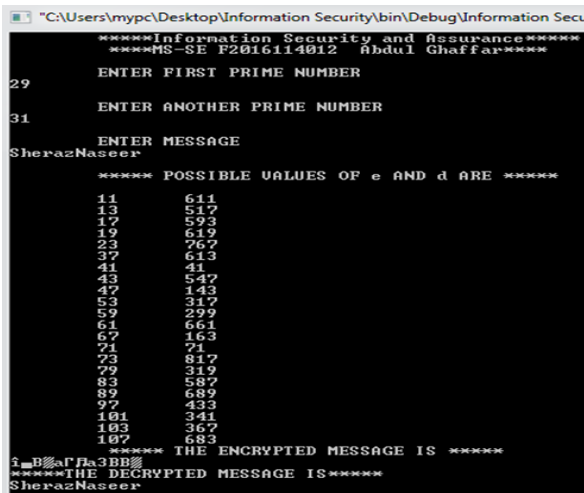 "C:\Users\mypc\Desktop\Information Security\bin\Debug\Information Secu
*****Information Security and Assurance*****
****MS-SE F2016114012 Abdul Ghaffar****
ENTER FIRST PRIME NUMBER
29
ENTER ANOTHER PRIME NUMBER
31
ENTER MESSAGE
SherazNaseer
***** POSSIBLE VALUES OF e AND d ARE *****
11 611
13 517
17 593
19 619
23 767
37 613
41 41
43 547
47 143
53 317
59 299
61 661
67 163
71 71
73 817
79 319
83 587
89 689
97 433
101 341
103 367
107 683
***** THE ENCRYPTED MESSAGE IS *****
*****THE DECRYPTED MESSAGE IS*****
SherazNaseer